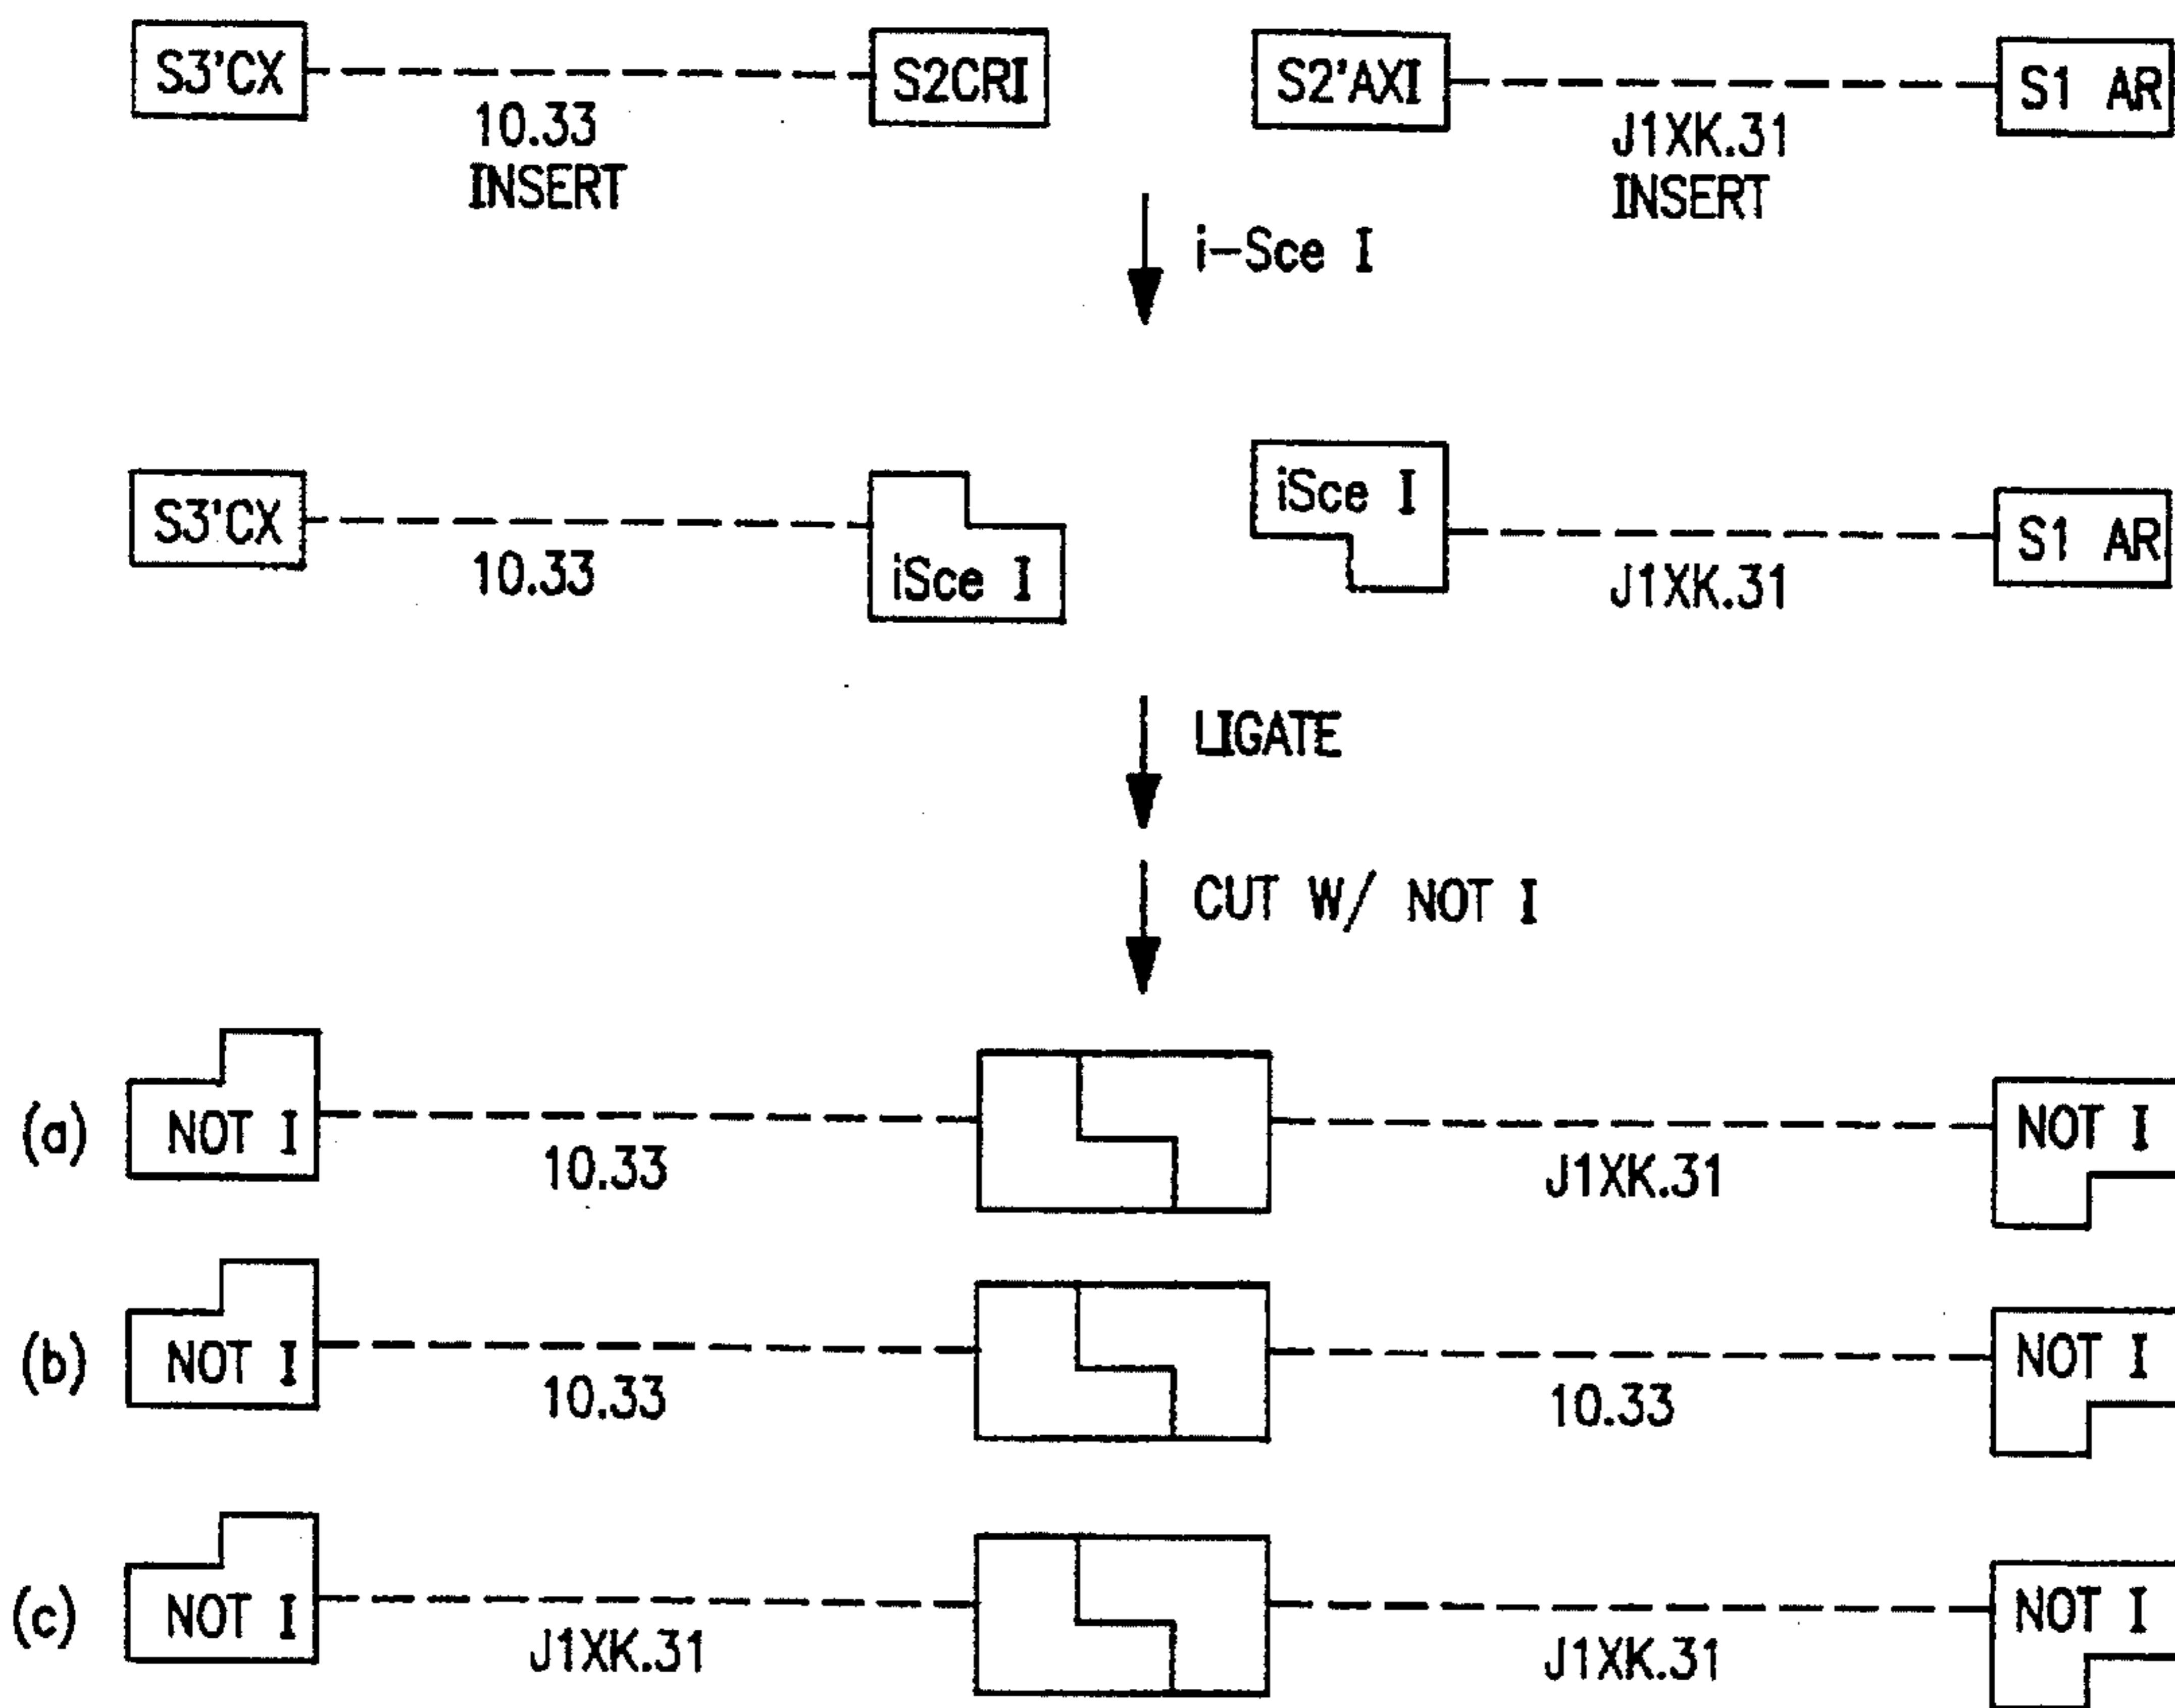 S3'CX
S2CRI
S2'AXI
S1 AR
10.33
INSERT
J1XK.31
INSERT
i-Sce I
S3'CX
10.33
iSce I
iSce I
J1XK.31
S1 AR
LIGATE
CUT W/ NOT I
(a)
NOT I
10.33
J1XK.31
NOT I
(b)
NOT I
10.33
10.33
NOT I
(c)
NOT I
J1XK.31
J1XK.31
NOT I